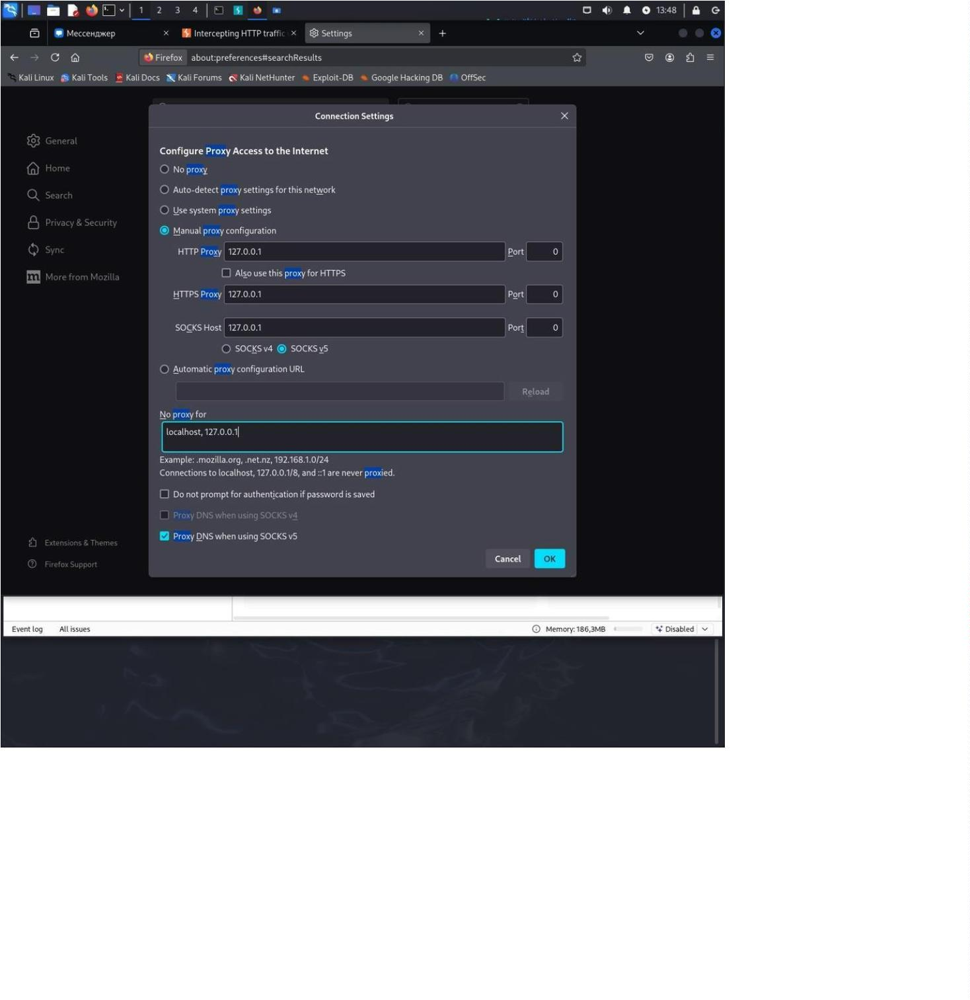 1 2 3 4 13:48
Мессенджер Intercepting HTTP traffic Settings
Firefox about:preferences#searchResults
Kali Linux Kali Tools Kali Docs Kali Forums Kali NetHunter Exploit-DB Google Hacking DB OffSec
Connection Settings
General
Home
Search
Privacy & Security
Sync
More from Mozilla
Configure Proxy Access to the Internet
No proxy
Auto-detect proxy settings for this network
Use system proxy settings
Manual proxy configuration
HTTP Proxy 127.0.0.1 Port 0
Also use this proxy for HTTPS
HTTPS Proxy 127.0.0.1 Port 0
SOCKS Host 127.0.0.1 Port 0
SOCKS v4 SOCKS v5
Automatic proxy configuration URL
Reload
No proxy for
localhost, 127.0.0.1
Example: .mozilla.org, .net.nz, 192.168.1.0/24
Connections to localhost, 127.0.0.1/8, and ::1 are never proxied.
Do not prompt for authentication if password is saved
Proxy DNS when using SOCKS v4
Proxy DNS when using SOCKS v5
Extensions & Themes
Firefox Support
Cancel OK
Event log All issues Memory: 186,3MB Disabled